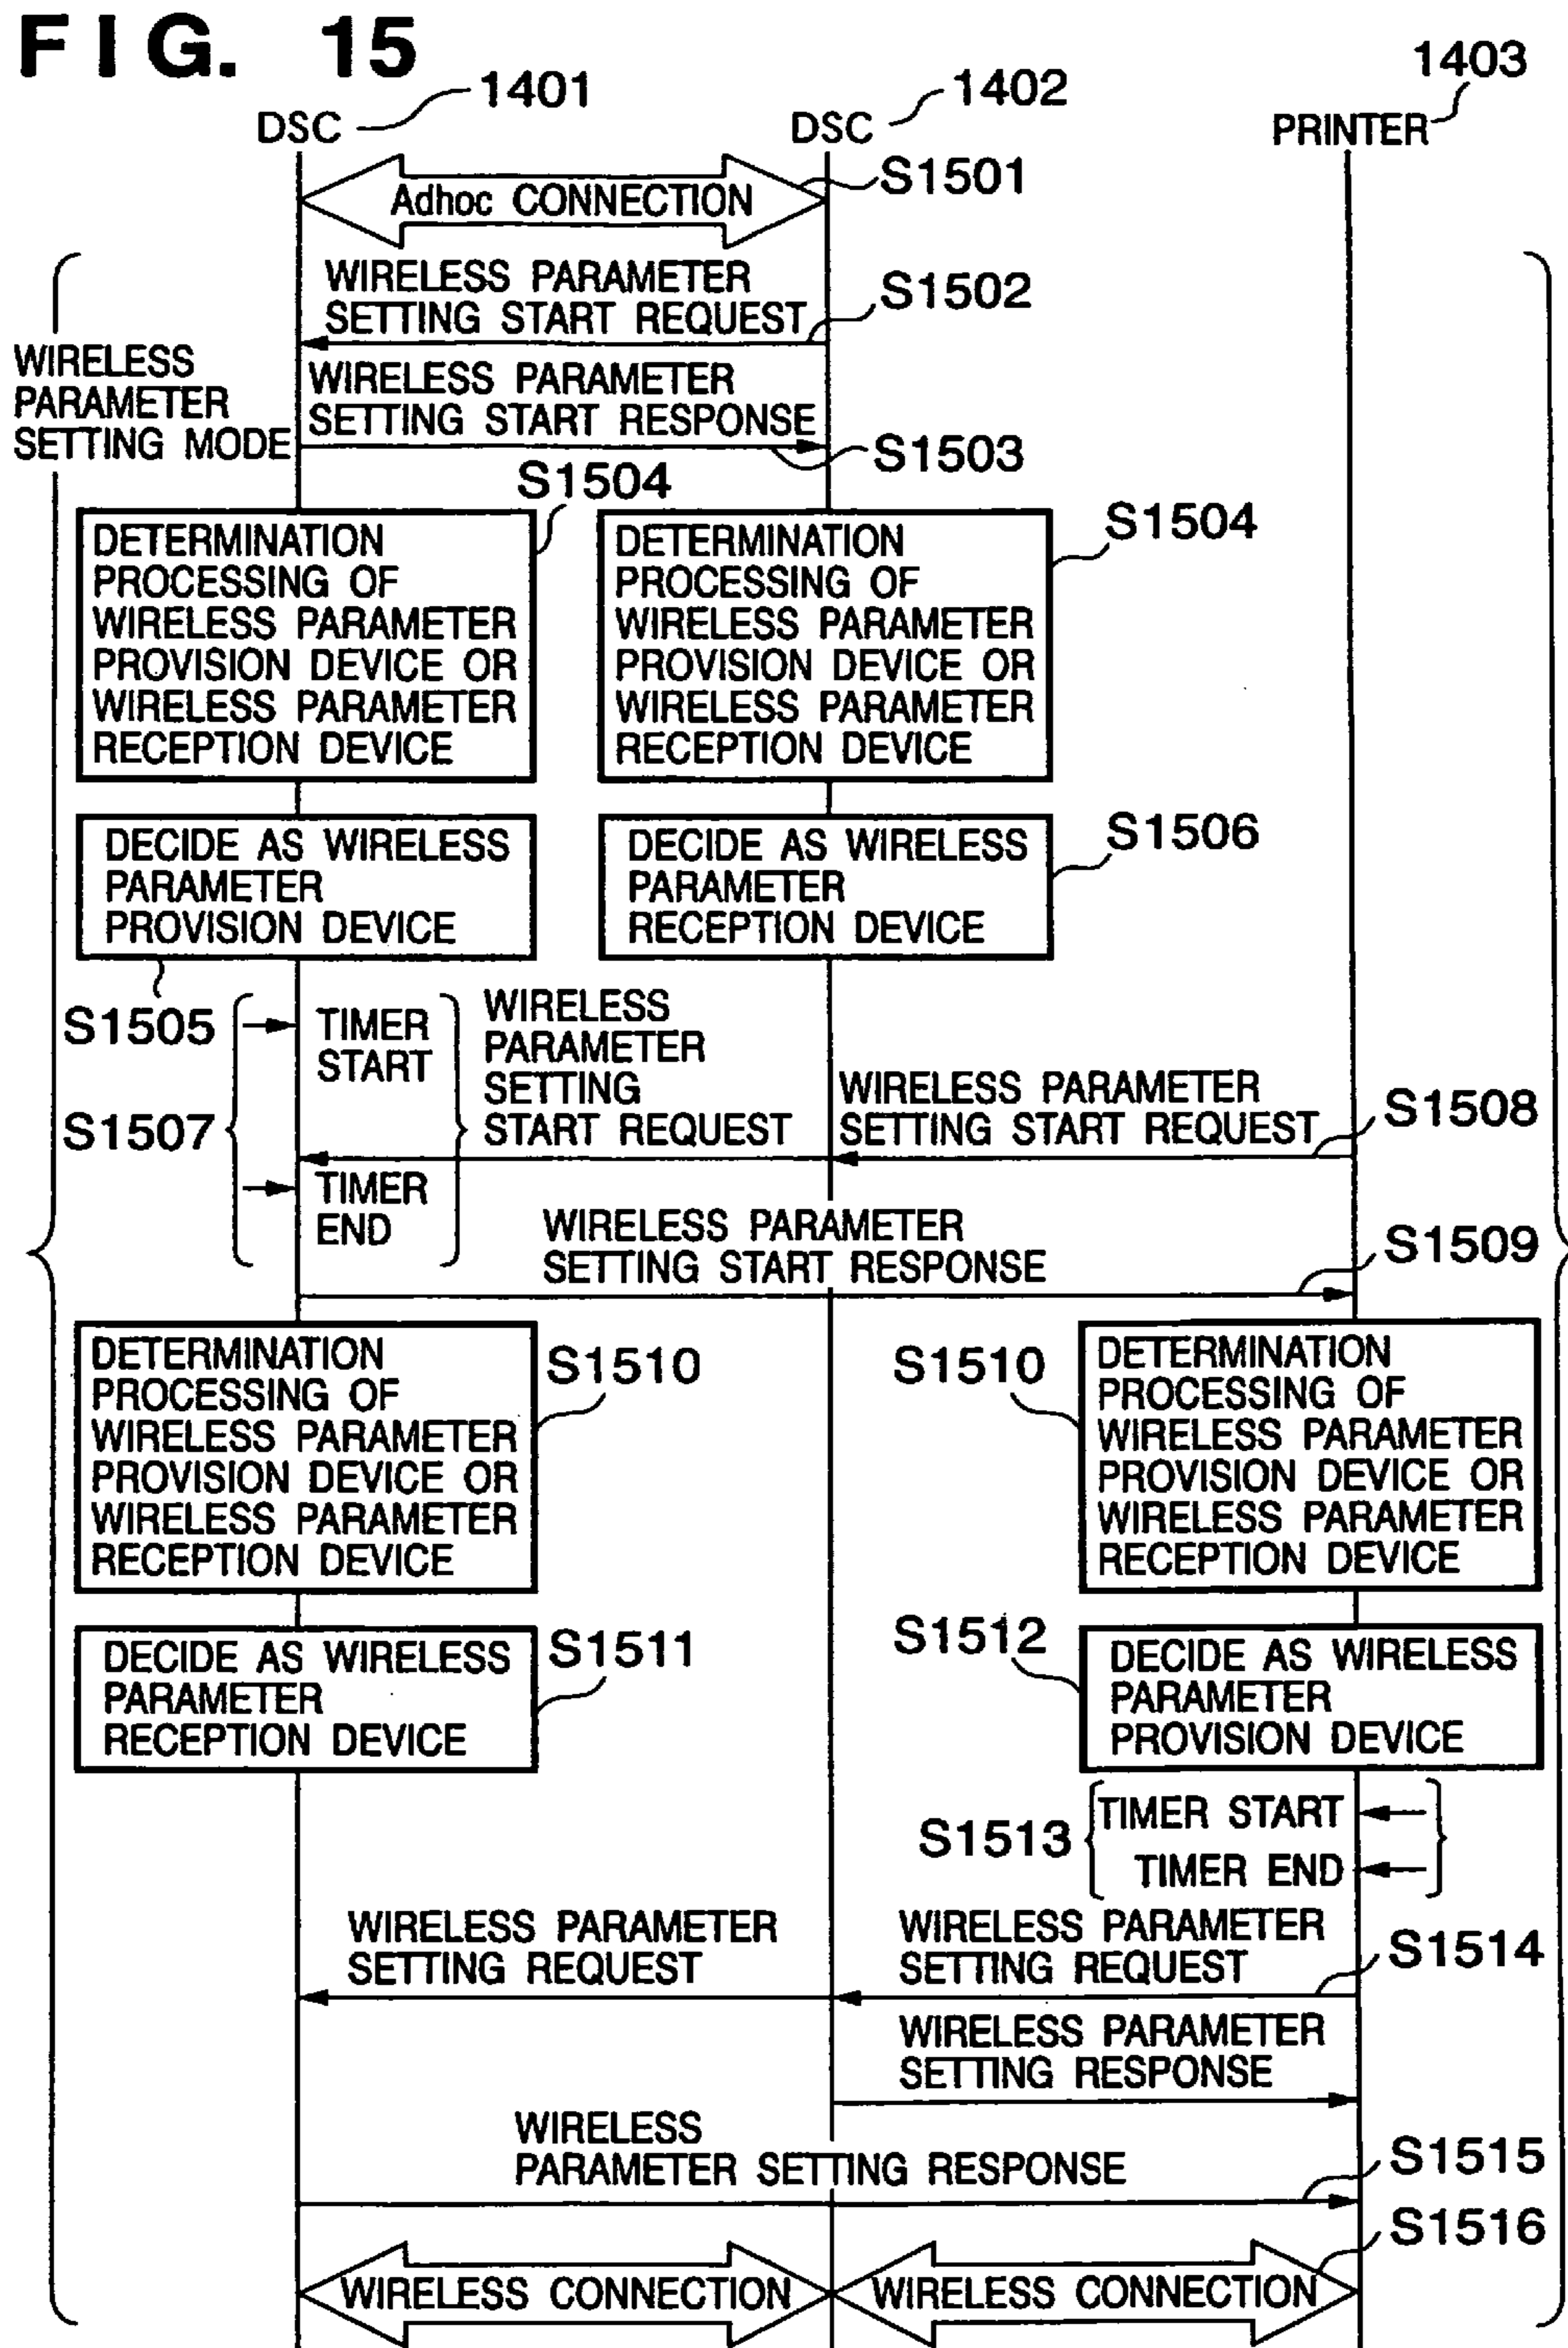 FIG. 15
1401
1402
1403
DSC
DSC
PRINTER
Adhoc CONNECTION
S1501
WIRELESS PARAMETER
SETTING START REQUEST
S1502
WIRELESS
PARAMETER
SETTING MODE
WIRELESS PARAMETER
SETTING START RESPONSE
S1503
S1504
DETERMINATION
PROCESSING OF
WIRELESS PARAMETER
PROVISION DEVICE OR
WIRELESS PARAMETER
RECEPTION DEVICE
DETERMINATION
PROCESSING OF
WIRELESS PARAMETER
PROVISION DEVICE OR
WIRELESS PARAMETER
RECEPTION DEVICE
S1504
DECIDE AS WIRELESS
PARAMETER
PROVISION DEVICE
S1505
DECIDE AS WIRELESS
PARAMETER
RECEPTION DEVICE
S1506
S1507
TIMER
START
TIMER
END
WIRELESS
PARAMETER
SETTING
START REQUEST
WIRELESS PARAMETER
SETTING START REQUEST
S1508
WIRELESS PARAMETER
SETTING START RESPONSE
S1509
DETERMINATION
PROCESSING OF
WIRELESS PARAMETER
PROVISION DEVICE OR
WIRELESS PARAMETER
RECEPTION DEVICE
S1510
S1510
DETERMINATION
PROCESSING OF
WIRELESS PARAMETER
PROVISION DEVICE OR
WIRELESS PARAMETER
RECEPTION DEVICE
DECIDE AS WIRELESS
PARAMETER
RECEPTION DEVICE
S1511
S1512
DECIDE AS WIRELESS
PARAMETER
PROVISION DEVICE
S1513
TIMER START
TIMER END
WIRELESS PARAMETER
SETTING REQUEST
WIRELESS PARAMETER
SETTING REQUEST
S1514
WIRELESS PARAMETER
SETTING RESPONSE
WIRELESS
PARAMETER SETTING RESPONSE
S1515
S1516
WIRELESS CONNECTION
WIRELESS CONNECTION